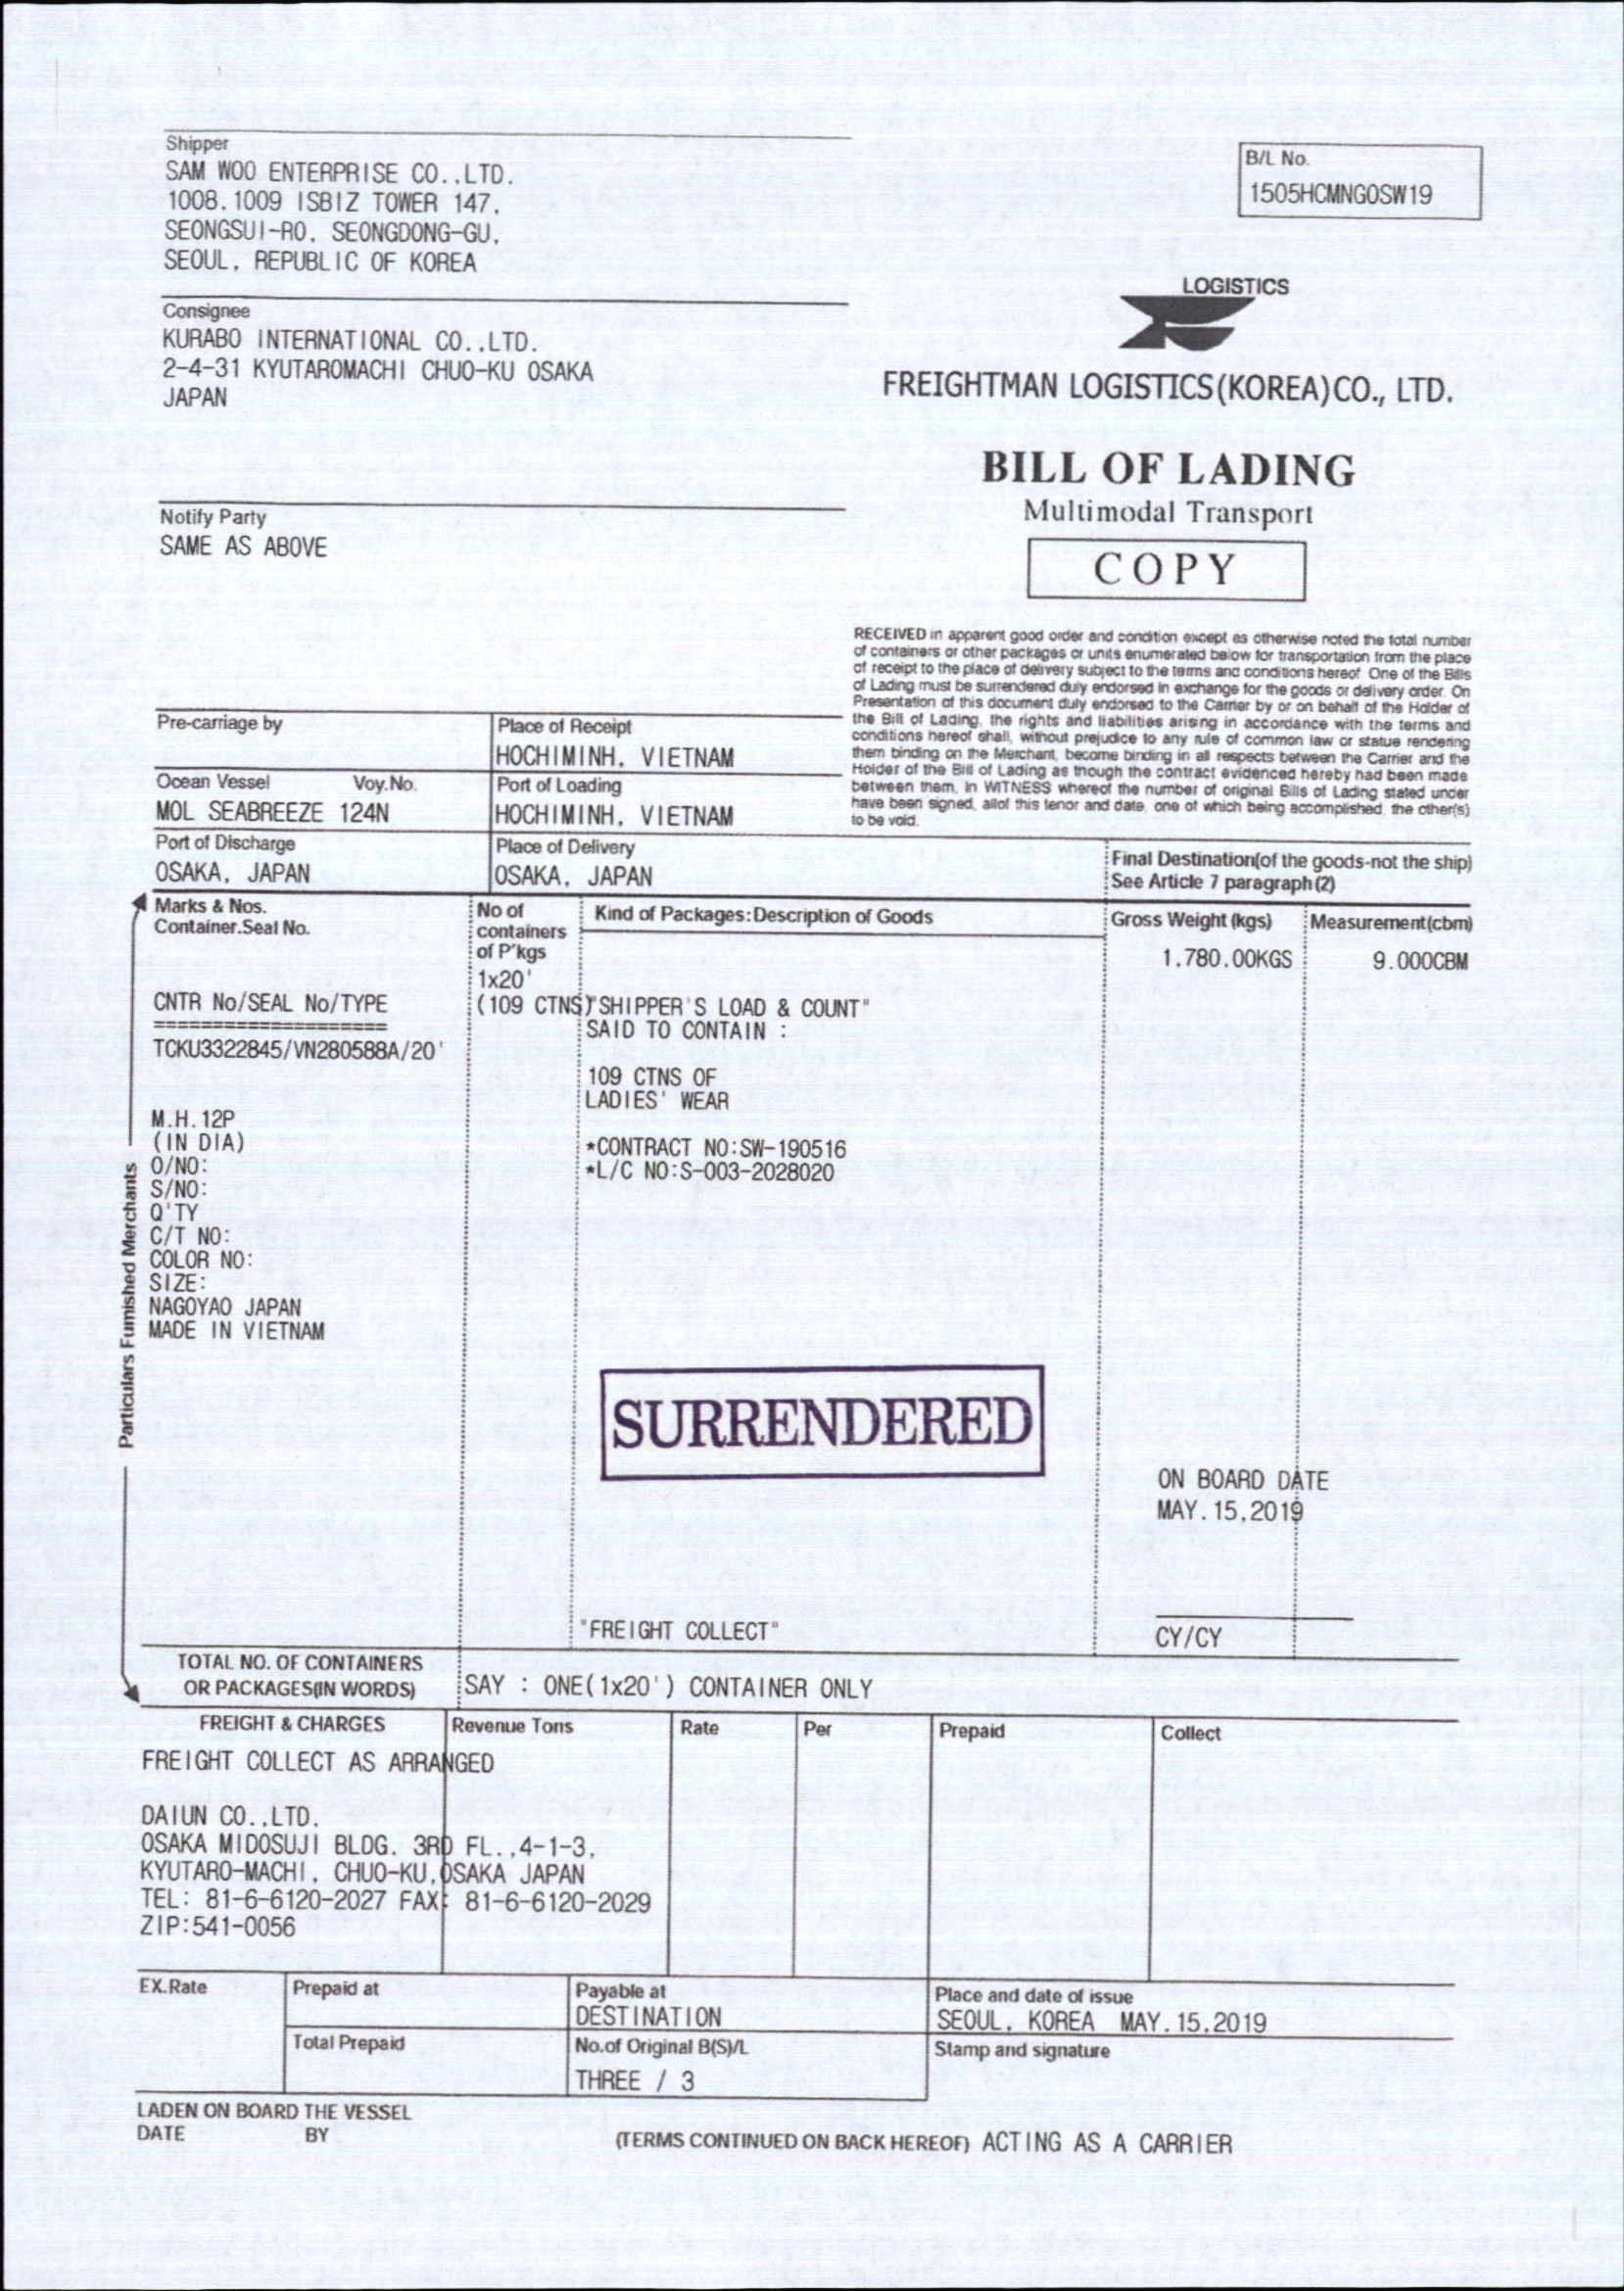 Shipper
SAM WOO ENTERPRISE CO.,LTD.
1008.1009 ISBIZ TOWER 147,
SEONGSUI-RO, SEONGDONG-GU,
SEOUL, REPUBLIC OF KOREA
B/L No.
1505HCMNGOSW19
Consignee
KURABO INTERNATIONAL CO.,LTD.
2-4-31 KYUTAROMACHI CHUO-KU OSAKA
JAPAN
LOGISTICS
FREIGHTMAN LOGISTICS(KOREA)CO., LTD.
BILL OF LADING
Multimodal Transport
COPY
Notify Party
SAME AS ABOVE
RECEIVED in apparent good order and condition except as otherwise noted the total number
of containers or other packages or units enumerated below for transportation from the place
of receipt to the place of delivery subject to the terms and conditions hereof. One of the Bills
of Lading must be surrendered duly endorsed in exchange for the goods or delivery order. On
Presentation of this document duly endorsed to the Carrier by or on behalf of the Holder of
the Bill of Lading, the rights and liabilities arising in accordance with the terms and
conditions hereof shall, without prejudice to any rule of common law or statue rendering
them binding on the Merchant, become binding in all respects between the Carrier and the
Holder of the Bill of Lading as though the contract evidenced hereby had been made
between them, In WITNESS whereof the number of original Bills of Lading stated under
have been signed, allof this tenor and date, one of which being accomplished, the other(s)
to be void.
Pre-carriage by
Place of Receipt
HOCHIMINH, VIETNAM
Ocean Vessel Voy.No.
MOL SEABREEZE 124N
Port of Loading
HOCHIMINH, VIETNAM
Port of Discharge
OSAKA, JAPAN
Place of Delivery
OSAKA, JAPAN
Final Destination(of the goods-not the ship)
See Article 7 paragraph(2)
Particulars Furnished Merchants
Marks & Nos.
Container.Seal No.
No of
containers
of P'kgs
Kind of Packages:Description of Goods
Gross Weight (kgs)
Measurement(cbm)
1x20'
1,780.00KGS
9.000CBM
CNTR No/SEAL No/TYPE
(109 CTNS)"SHIPPER'S LOAD & COUNT"
===================
SAID TO CONTAIN :
TCKU3322845/VN280588A/20'
109 CTNS OF
LADIES' WEAR
M.H.12P
(IN DIA)
O/NO:
S/NO:
Q'TY
C/T NO:
COLOR NO:
SIZE:
NAGOYAO JAPAN
MADE IN VIETNAM
*CONTRACT NO:SW-190516
*L/C NO:S-003-2028020
SURRENDERED
ON BOARD DATE
MAY.15,2019
"FREIGHT COLLECT"
CY/CY
TOTAL NO. OF CONTAINERS
OR PACKAGES(IN WORDS)
SAY : ONE(1x20') CONTAINER ONLY
FREIGHT & CHARGES
Revenue Tons
Rate
Per
Prepaid
Collect
FREIGHT COLLECT AS ARRANGED
DAIUN CO.,LTD.
OSAKA MIDOSUJI BLDG. 3RD FL.,4-1-3,
KYUTARO-MACHI, CHUO-KU,OSAKA JAPAN
TEL: 81-6-6120-2027 FAX: 81-6-6120-2029
ZIP:541-0056
EX.Rate
Prepaid at
Payable at
DESTINATION
Place and date of issue
SEOUL, KOREA MAY.15,2019
Total Prepaid
No.of Original B(S)/L
THREE / 3
Stamp and signature
LADEN ON BOARD THE VESSEL
DATE BY
(TERMS CONTINUED ON BACK HEREOF) ACTING AS A CARRIER